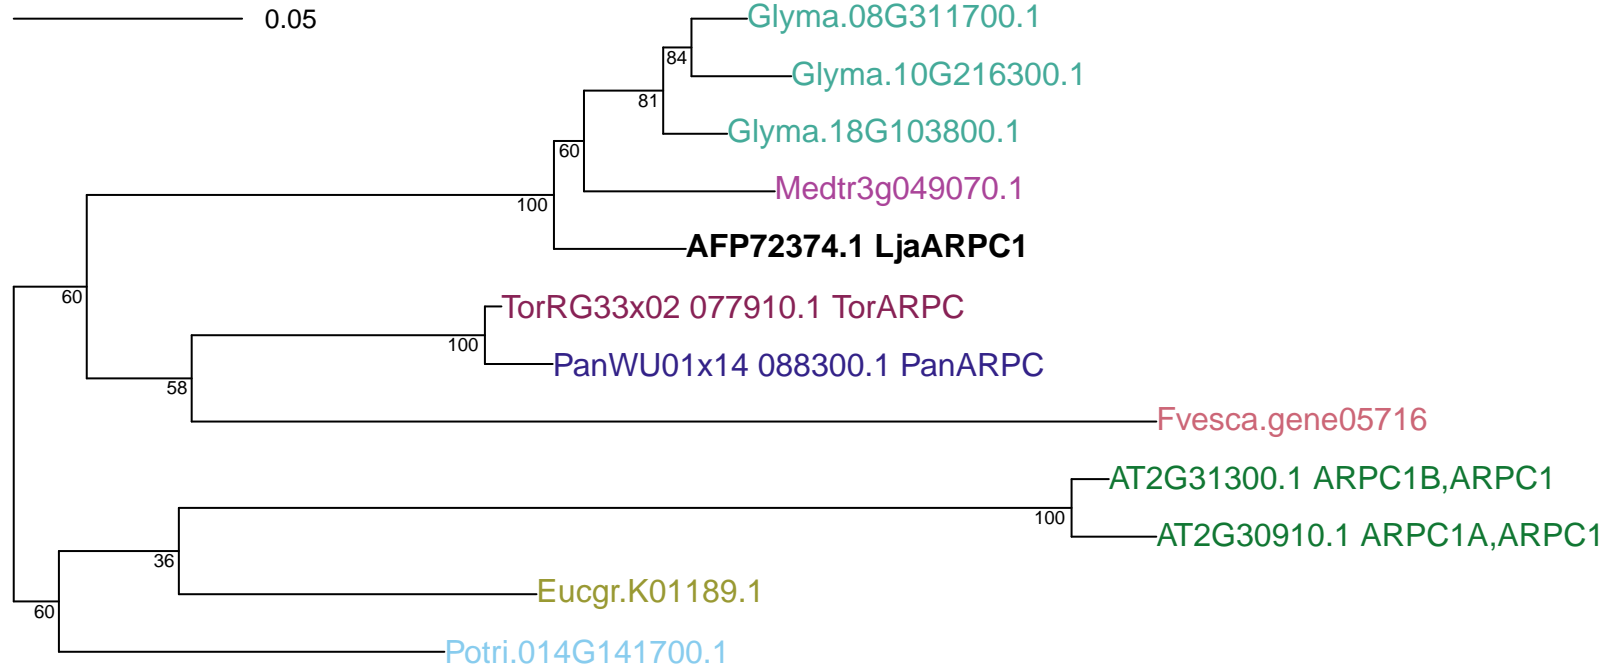 0.05
Glyma.08G311700.1
84
Glyma.10G216300.1
81
Glyma.18G103800.1
60
Medtr3g049070.1
100
AFP72374.1 LjaARPC1
60
TorRG33x02 077910.1 TorARPC
100
PanWU01x14 088300.1 PanARPC
58
Fvesca.gene05716
AT2G31300.1 ARPC1B,ARPC1
100
AT2G30910.1 ARPC1A,ARPC1
36
Eucgr.K01189.1
60
Potri.014G141700.1